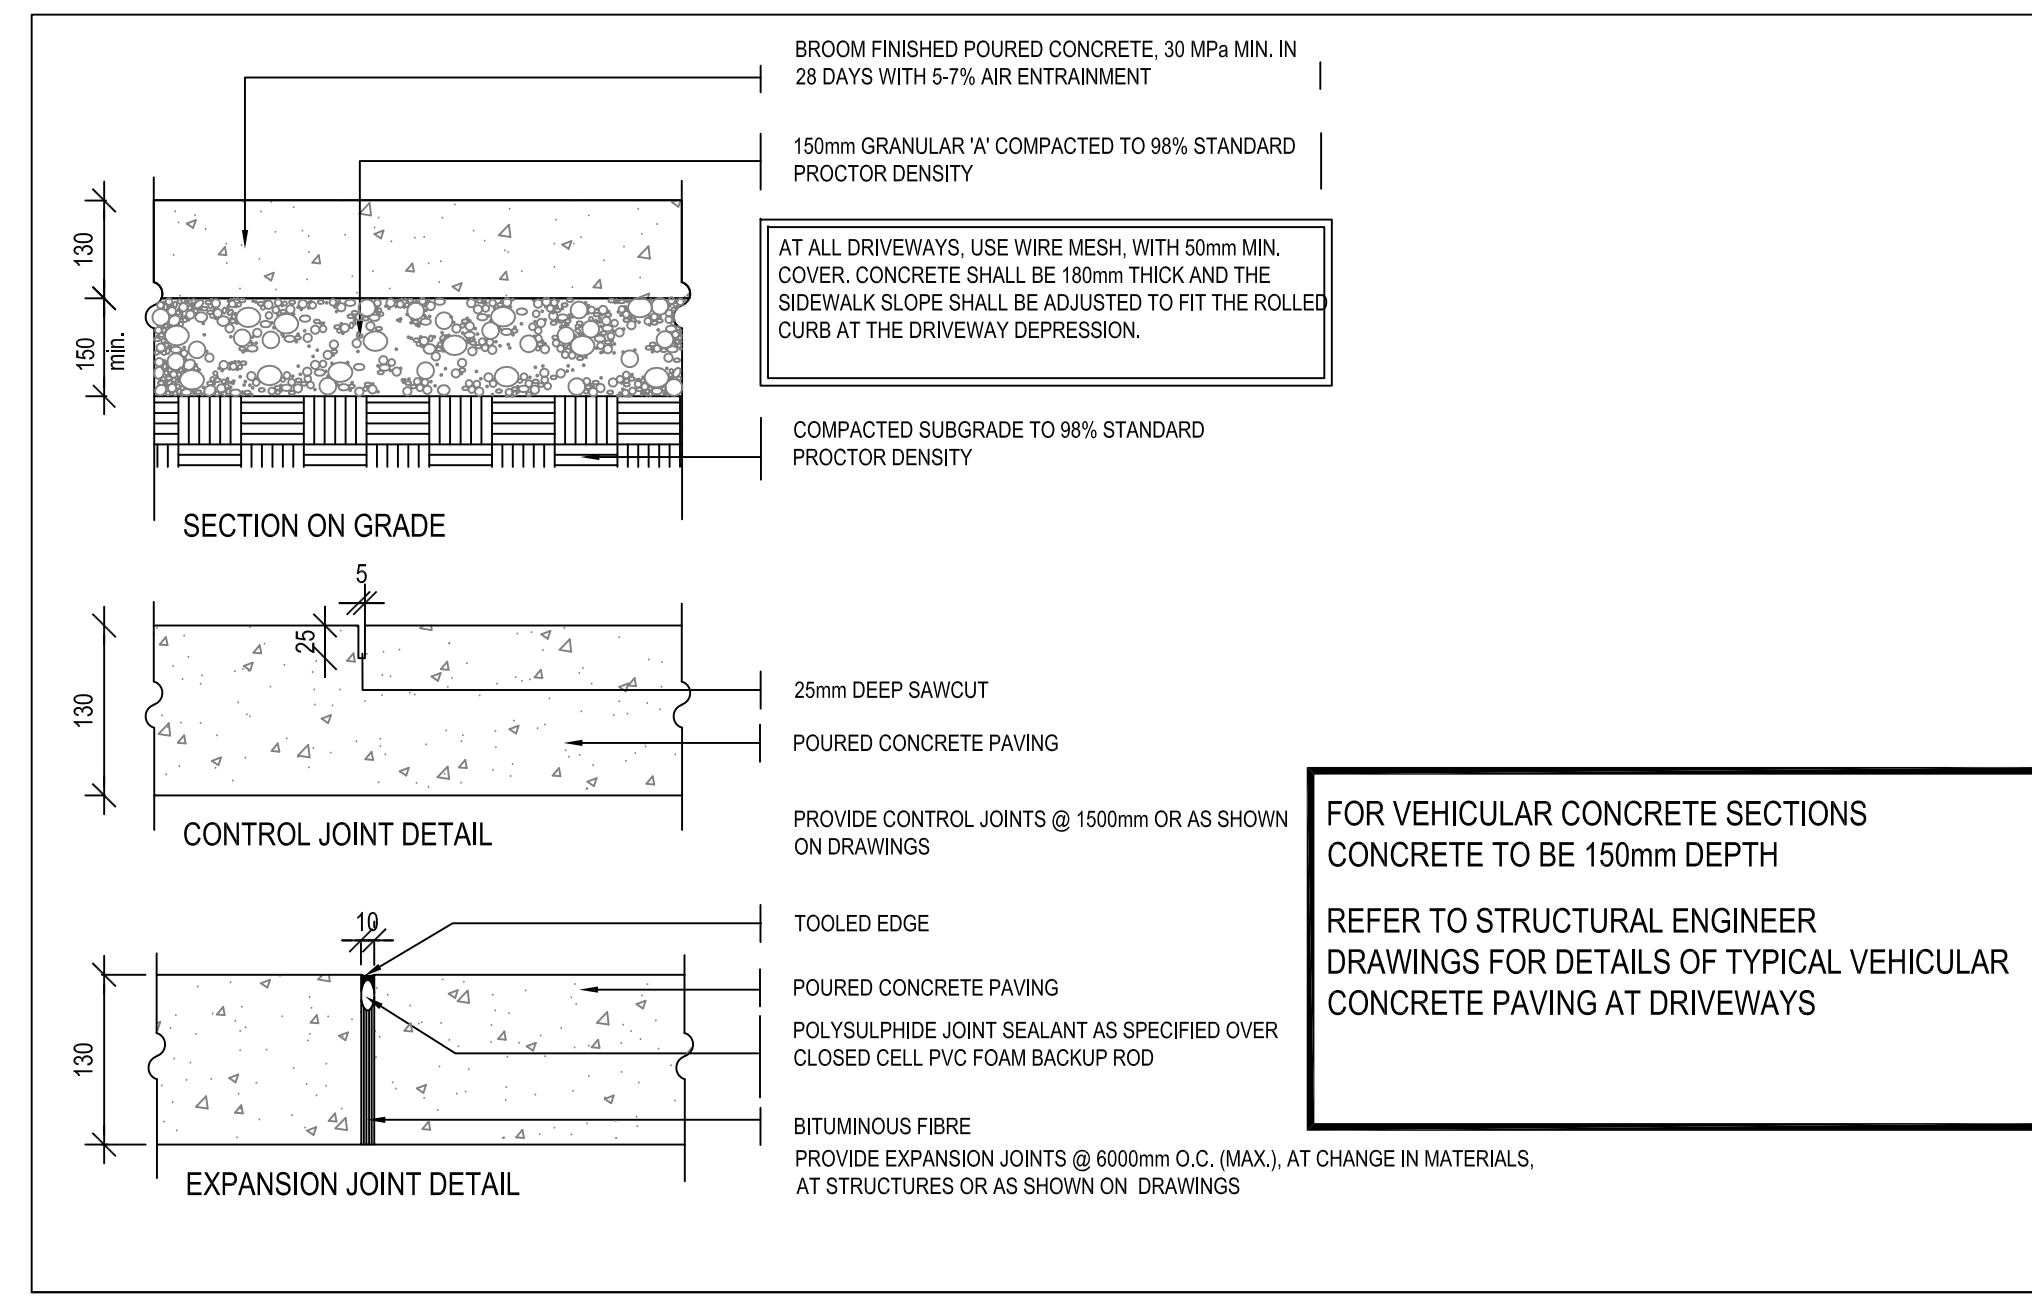 BROOM FINISHED POURED CONCRETE, 30 MPa MIN. IN
28 DAYS WITH 5-7% AIR ENTRAINMENT
150mm GRANULAR 'A' COMPACTED TO 98% STANDARD
PROCTOR DENSITY
130
150
min.
AT ALL DRIVEWAYS, USE WIRE MESH, WITH 50mm MIN.
COVER. CONCRETE SHALL BE 180mm THICK AND THE
SIDEWALK SLOPE SHALL BE ADJUSTED TO FIT THE ROLLED
CURB AT THE DRIVEWAY DEPRESSION.
COMPACTED SUBGRADE TO 98% STANDARD
PROCTOR DENSITY
SECTION ON GRADE
5
25
130
25mm DEEP SAWCUT
POURED CONCRETE PAVING
CONTROL JOINT DETAIL
PROVIDE CONTROL JOINTS @ 1500mm OR AS SHOWN
ON DRAWINGS
FOR VEHICULAR CONCRETE SECTIONS
CONCRETE TO BE 150mm DEPTH
REFER TO STRUCTURAL ENGINEER
DRAWINGS FOR DETAILS OF TYPICAL VEHICULAR
CONCRETE PAVING AT DRIVEWAYS
10
130
TOOLED EDGE
POURED CONCRETE PAVING
POLYSULPHIDE JOINT SEALANT AS SPECIFIED OVER
CLOSED CELL PVC FOAM BACKUP ROD
BITUMINOUS FIBRE
PROVIDE EXPANSION JOINTS @ 6000mm O.C. (MAX.), AT CHANGE IN MATERIALS,
AT STRUCTURES OR AS SHOWN ON DRAWINGS
EXPANSION JOINT DETAIL